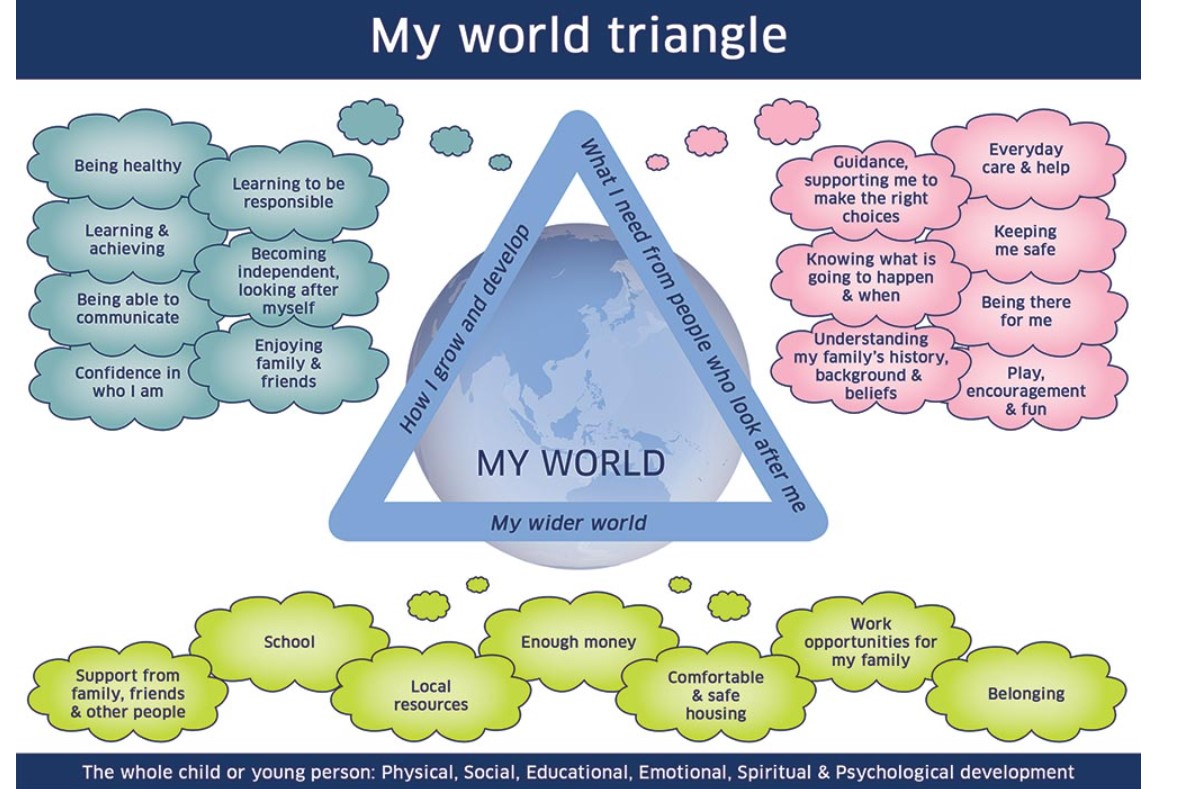 My world triangle
Being healthy
Learning &
achieving
Being able to
communicate
Confidence in
who I am
Learning to be
responsible
Becoming
independent,
looking after
myself
Enjoying
family &
friends
How I grow and develop
What I need from people who look after me
MY WORLD
My wider world
Guidance,
supporting me to
make the right
choices
Knowing what is
going to happen
& when
Understanding
my family's history,
background &
beliefs
Everyday
care & help
Keeping
me safe
Being there
for me
Play,
encouragement
& fun
Support from
family, friends
& other people
School
Local
resources
Enough money
Comfortable
& safe
housing
Work
opportunities for
my family
Belonging
The whole child or young person: Physical, Social, Educational, Emotional, Spiritual & Psychological development